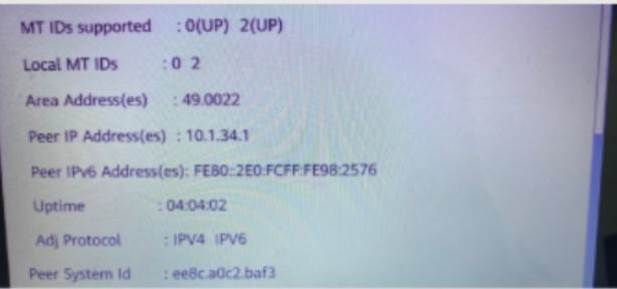 MT IDs supported : 0(UP) 2(UP)
Local MT IDs : 0 2
Area Address(es) : 49.0022
Peer IP Address(es) : 10.1.34.1
Peer IPv6 Address(es): FE80::2E0:FCFF:FE98:2576
Uptime : 04:04:02
Adj Protocol : IPV4 IPV6
Peer System Id : ee8c.a0c2.baf3